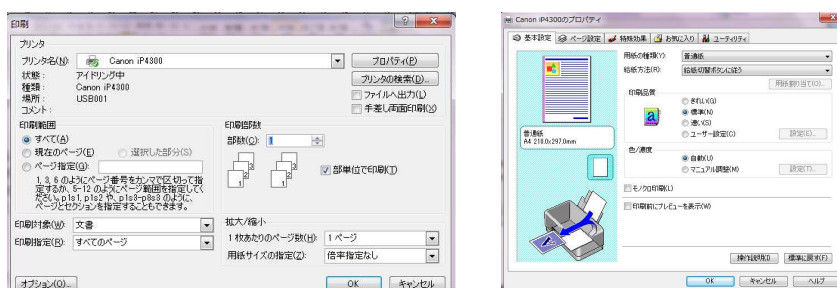 印刷
プリンタ
プリンタ名(N): Canon iP4300 プロパティ(P)
状態: アイドリング中 プリンタの検索(D)...
種類: Canon iP4300 ファイルへ出力(L)
場所: USB001 手差し両面印刷(X)
コメント:
印刷範囲
すべて(A)
現在のページ(E) 選択した部分(S)
ページ指定(G):
1,3,6 のようにページ番号をカンマで区切って指
定するか、5-12 のようにページ範囲を指定してく
ださい。p1s1, p1s2 や、p1s3-p8s3 のように、
ページとセクションを指定することもできます。
印刷部数
部数(C): 1
部単位で印刷(T)
印刷対象(W): 文書
印刷指定(R): すべてのページ
拡大/縮小
1 枚あたりのページ数(H): 1 ページ
用紙サイズの指定(Z): 倍率指定なし
オプション(O)... OK キャンセル
Canon iP4300のプロパティ
基本設定 ページ設定 特殊効果 お気に入り ユーティリティ
用紙の種類(Y): 普通紙
給紙方法(R): 給紙切替ボタンに従う
用紙割り当て(C)...
印刷品質
きれい(G)
標準(N)
速い(S)
ユーザー設定(C) 設定(E)...
普通紙
A4 210.0x297.0mm
色/濃度
自動(U)
マニュアル調整(M) 設定(T)...
モノクロ印刷(L)
印刷前にプレビューを表示(W)
操作説明(I) 標準に戻す(F)
OK キャンセル ヘルプ